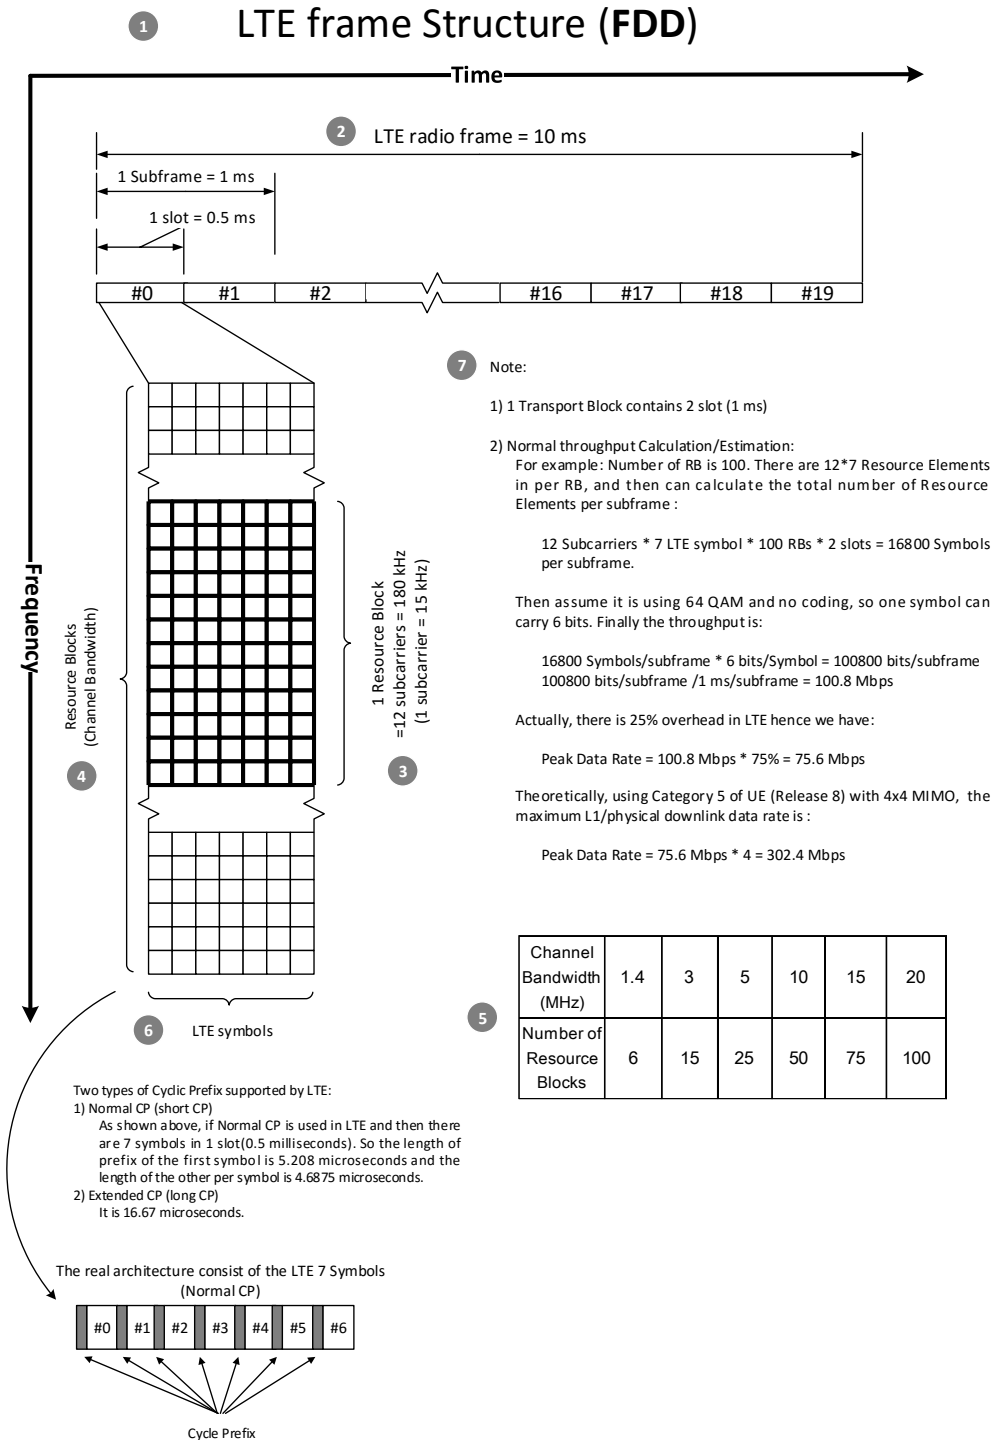 1
LTE frame Structure (FDD)
Time
2
LTE radio frame = 10 ms
1 Subframe = 1 ms
1 slot = 0.5 ms
#0 #1 #2 #16 #17 #18 #19
Frequency
Resource Blocks
(Channel Bandwidth)
4
1 Resource Block
=12 subcarriers = 180 kHz
(1 subcarrier = 15 kHz)
3
6
LTE symbols
Two types of Cyclic Prefix supported by LTE:
1) Normal CP (short CP)
As shown above, if Normal CP is used in LTE and then there
are 7 symbols in 1 slot(0.5 milliseconds). So the length of
prefix of the first symbol is 5.208 microseconds and the
length of the other per symbol is 4.6875 microseconds.
2) Extended CP (long CP)
It is 16.67 microseconds.
The real architecture consist of the LTE 7 Symbols
(Normal CP)
#0 #1 #2 #3 #4 #5 #6
Cycle Prefix
7
Note:
1) 1 Transport Block contains 2 slot (1 ms)
2) Normal throughput Calculation/Estimation:
For example: Number of RB is 100. There are 12*7 Resource Elements
in per RB, and then can calculate the total number of Resource
Elements per subframe :
12 Subcarriers * 7 LTE symbol * 100 RBs * 2 slots = 16800 Symbols
per subframe.
Then assume it is using 64 QAM and no coding, so one symbol can
carry 6 bits. Finally the throughput is:
16800 Symbols/subframe * 6 bits/Symbol = 100800 bits/subframe
100800 bits/subframe /1 ms/subframe = 100.8 Mbps
Actually, there is 25% overhead in LTE hence we have:
Peak Data Rate = 100.8 Mbps * 75% = 75.6 Mbps
Theoretically, using Category 5 of UE (Release 8) with 4x4 MIMO, the
maximum L1/physical downlink data rate is :
Peak Data Rate = 75.6 Mbps * 4 = 302.4 Mbps
5
Channel
Bandwidth
(MHz)
1.4 3 5 10 15 20
Number of
Resource
Blocks
6 15 25 50 75 100